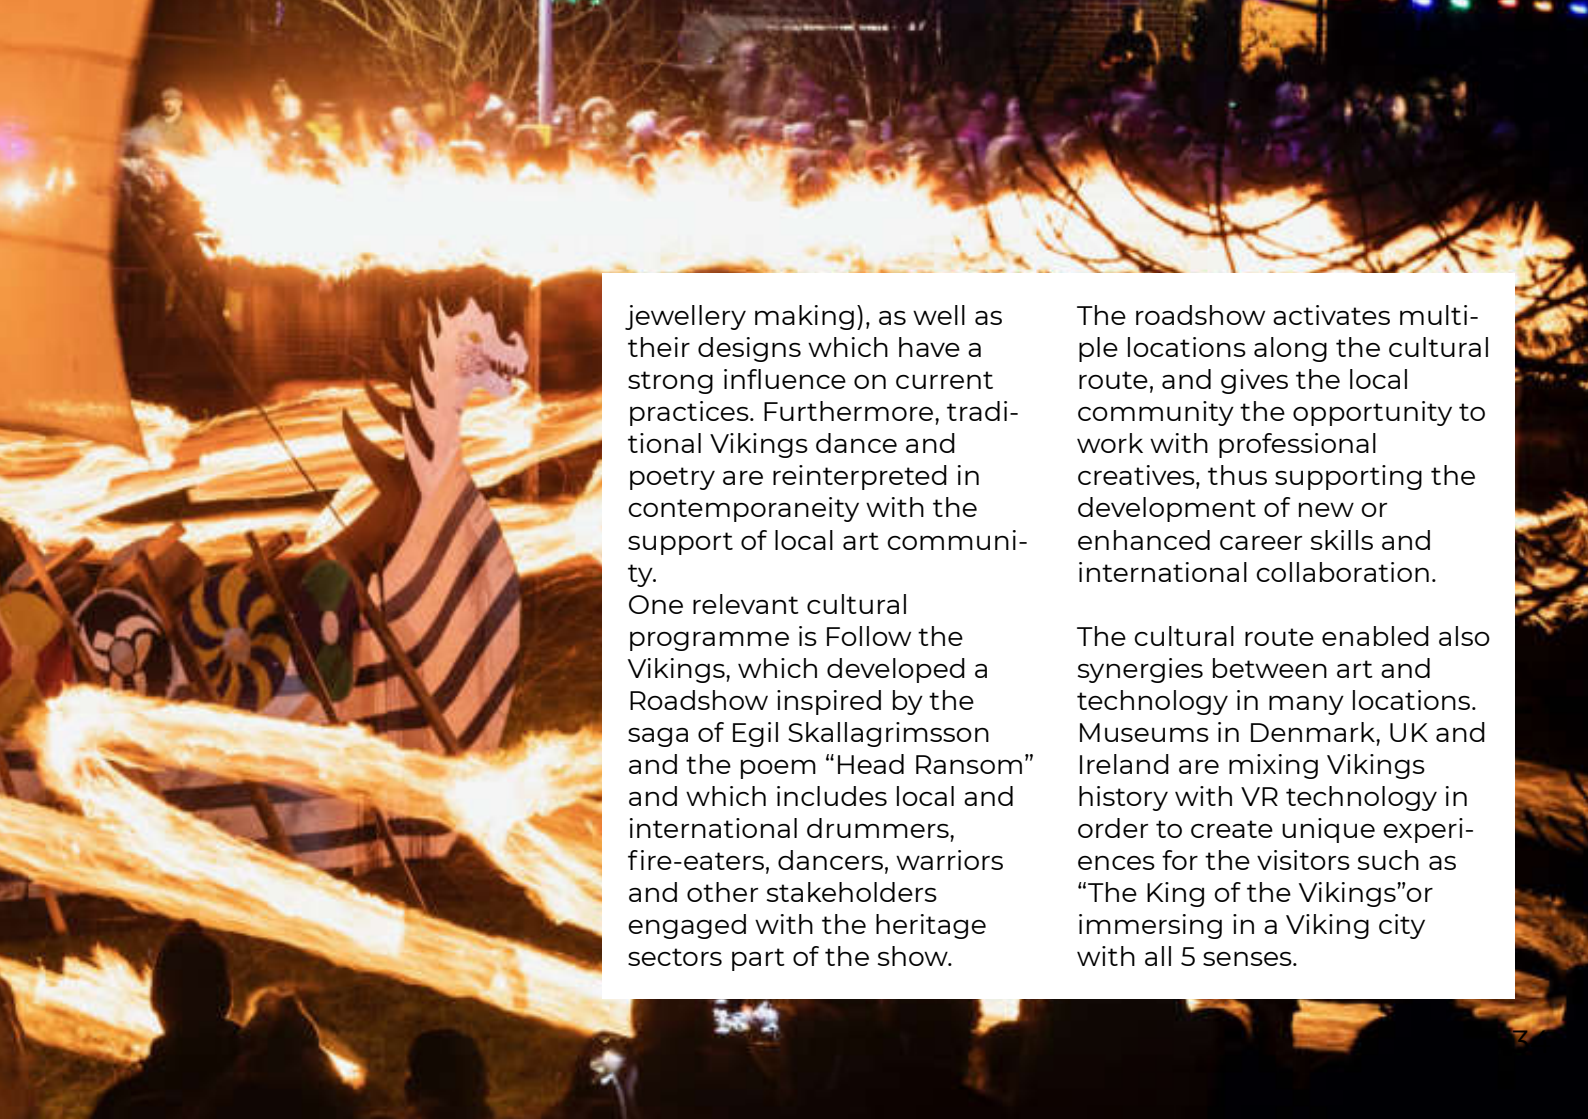 jewellery making), as well as
their designs which have a
strong influence on current
practices. Furthermore, tradi-
tional Vikings dance and
poetry are reinterpreted in
contemporaneity with the
support of local art communi-
ty.
One relevant cultural
programme is Follow the
Vikings, which developed a
Roadshow inspired by the
saga of Egil Skallagrimsson
and the poem “Head Ransom”
and which includes local and
international drummers,
fire-eaters, dancers, warriors
and other stakeholders
engaged with the heritage
sectors part of the show.
The roadshow activates multi-
ple locations along the cultural
route, and gives the local
community the opportunity to
work with professional
creatives, thus supporting the
development of new or
enhanced career skills and
international collaboration.
The cultural route enabled also
synergies between art and
technology in many locations.
Museums in Denmark, UK and
Ireland are mixing Vikings
history with VR technology in
order to create unique experi-
ences for the visitors such as
“The King of the Vikings”or
immersing in a Viking city
with all 5 senses.